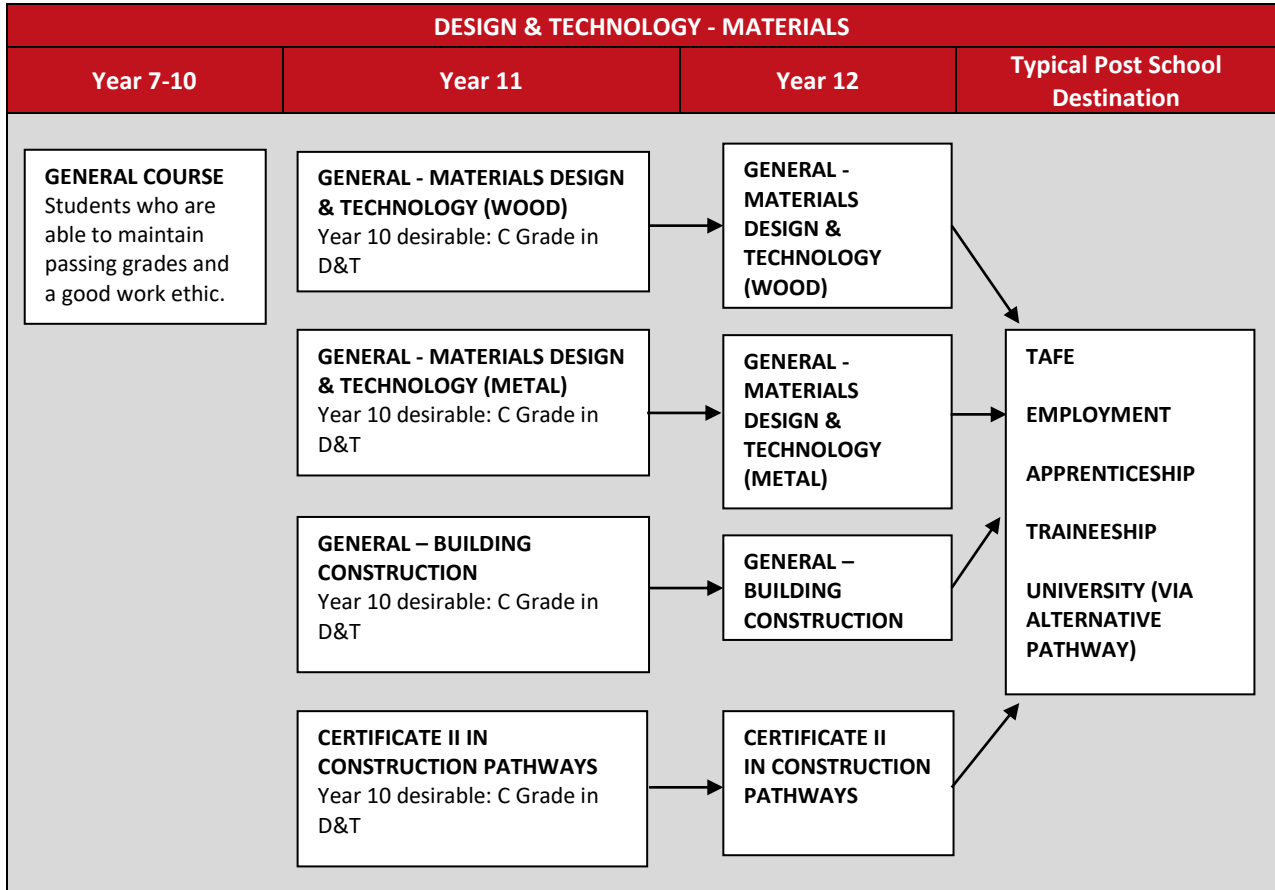 DESIGN & TECHNOLOGY - MATERIALS
Year 7-10
Year 11
Year 12
Typical Post School
Destination
GENERAL COURSE
Students who are
able to maintain
passing grades and
a good work ethic.
GENERAL - MATERIALS DESIGN
& TECHNOLOGY (WOOD)
Year 10 desirable: C Grade in
D&T
GENERAL -
MATERIALS
DESIGN &
TECHNOLOGY
(WOOD)
GENERAL - MATERIALS DESIGN
& TECHNOLOGY (METAL)
Year 10 desirable: C Grade in
D&T
GENERAL -
MATERIALS
DESIGN &
TECHNOLOGY
(METAL)
GENERAL – BUILDING
CONSTRUCTION
Year 10 desirable: C Grade in
D&T
GENERAL –
BUILDING
CONSTRUCTION
CERTIFICATE II IN
CONSTRUCTION PATHWAYS
Year 10 desirable: C Grade in
D&T
CERTIFICATE II
IN CONSTRUCTION
PATHWAYS
TAFE
EMPLOYMENT
APPRENTICESHIP
TRAINEESHIP
UNIVERSITY (VIA
ALTERNATIVE
PATHWAY)